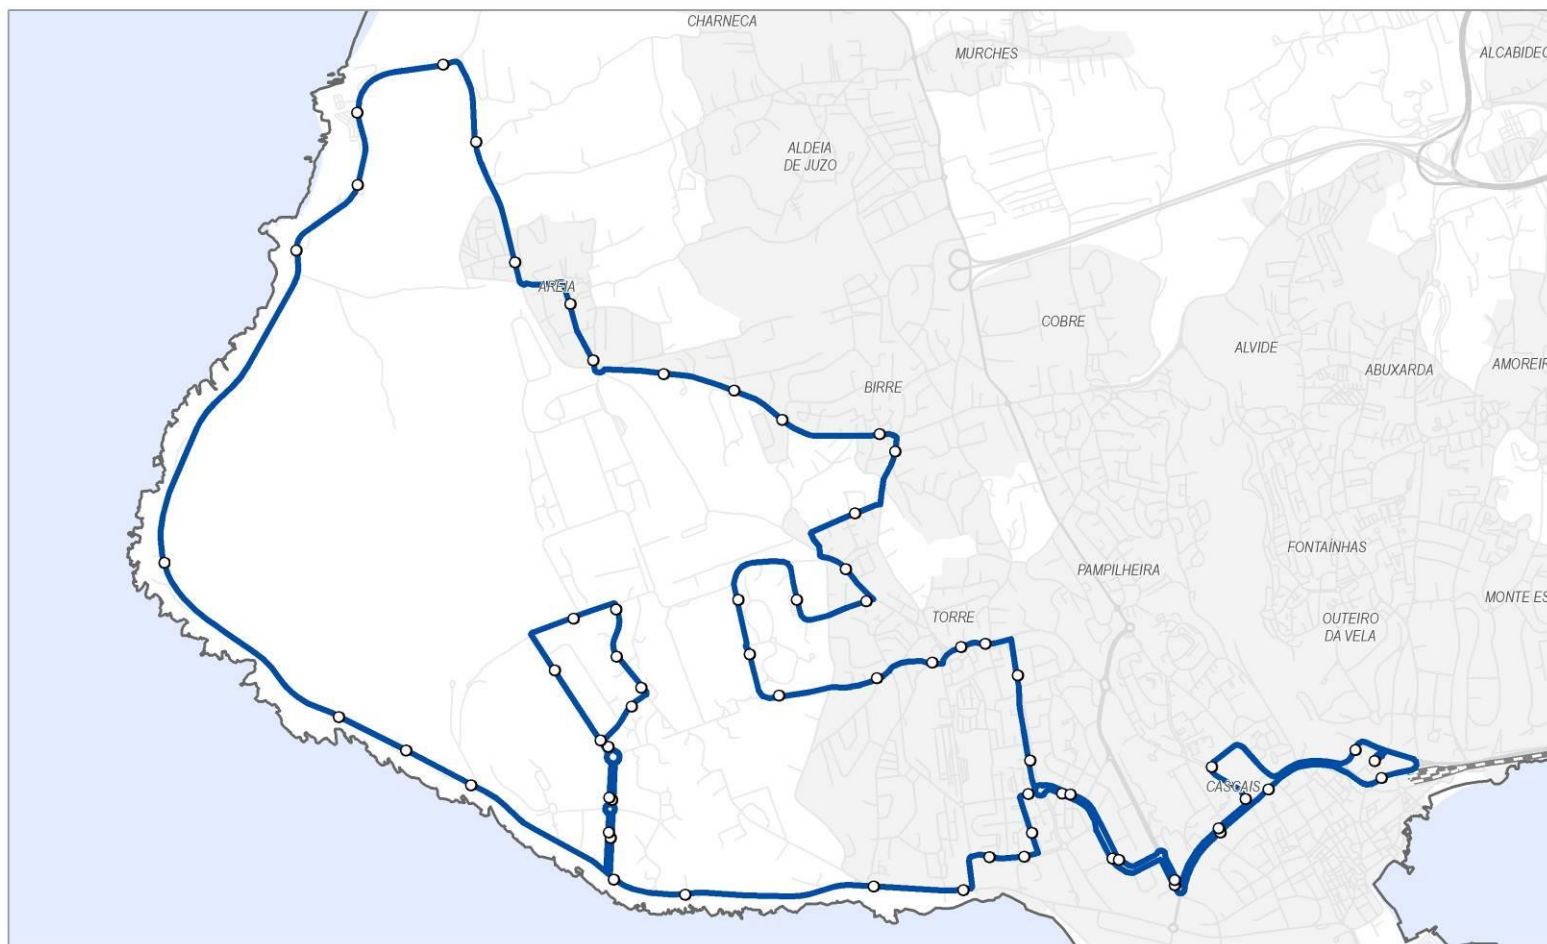 CHARNECA
MURCHES
ALCABIDEC
ALDEIA
DE JUZO
AREIA
COBRE
ALVIDE
ABUXARDA
AMOREIR
BIRRE
FONTAÍNHAS
PAMPILHEIRA
MONTE ES
TORRE
OUTEIRO
DA VELA
CASCAIS